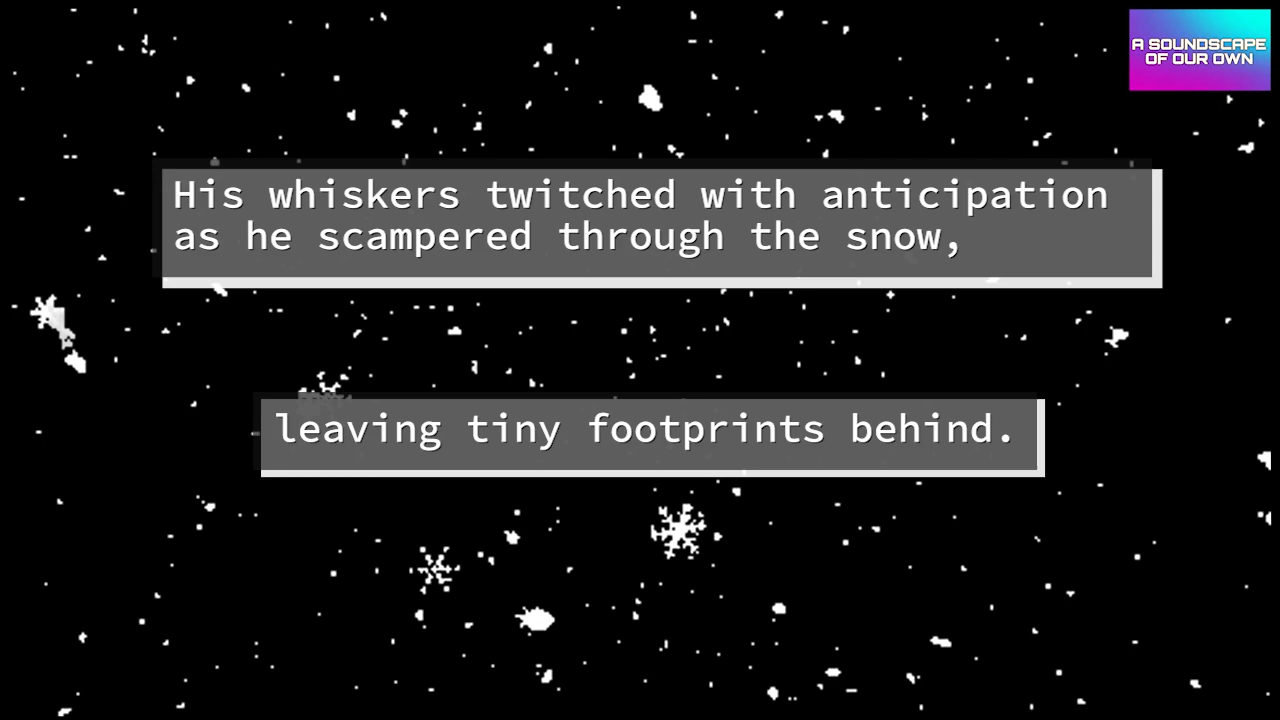 A SOUNDSCAPE
OF OUR OWN
His whiskers twitched with anticipation
as he scampered through the snow,
leaving tiny footprints behind.